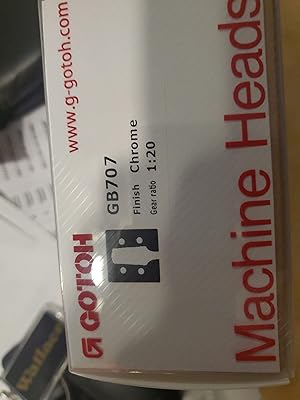 www.g-gotoh.com
GB707
Finish Chrome
Gear ratio 1:20
GOTOH
Machine Heads